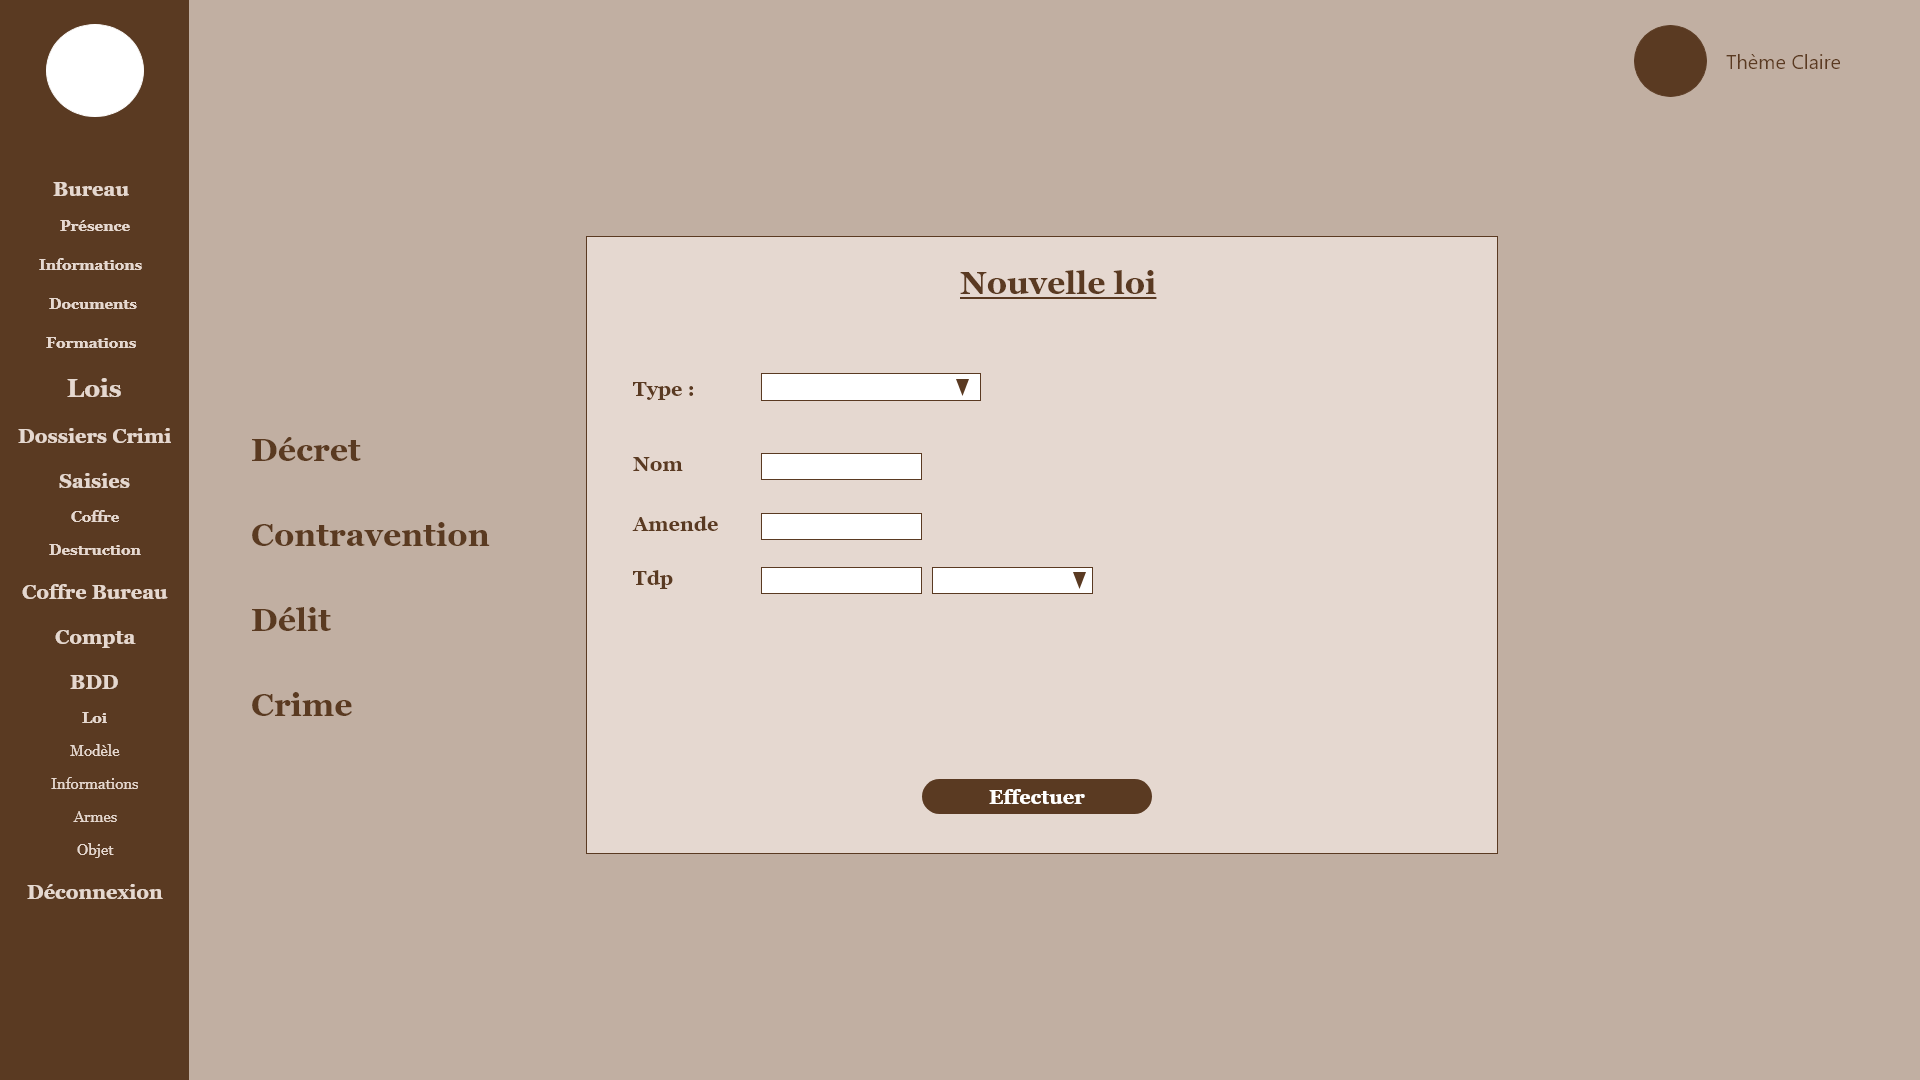 Thème Claire
Bureau
Présence
Informations
Documents
Formations
Lois
Dossiers Crimi
Saisies
Coffre
Destruction
Coffre Bureau
Compta
BDD
Loi
Modèle
Informations
Armes
Objet
Déconnexion
Décret
Contravention
Délit
Crime
Nouvelle loi
Type :
Nom
Amende
Tdp
Effectuer